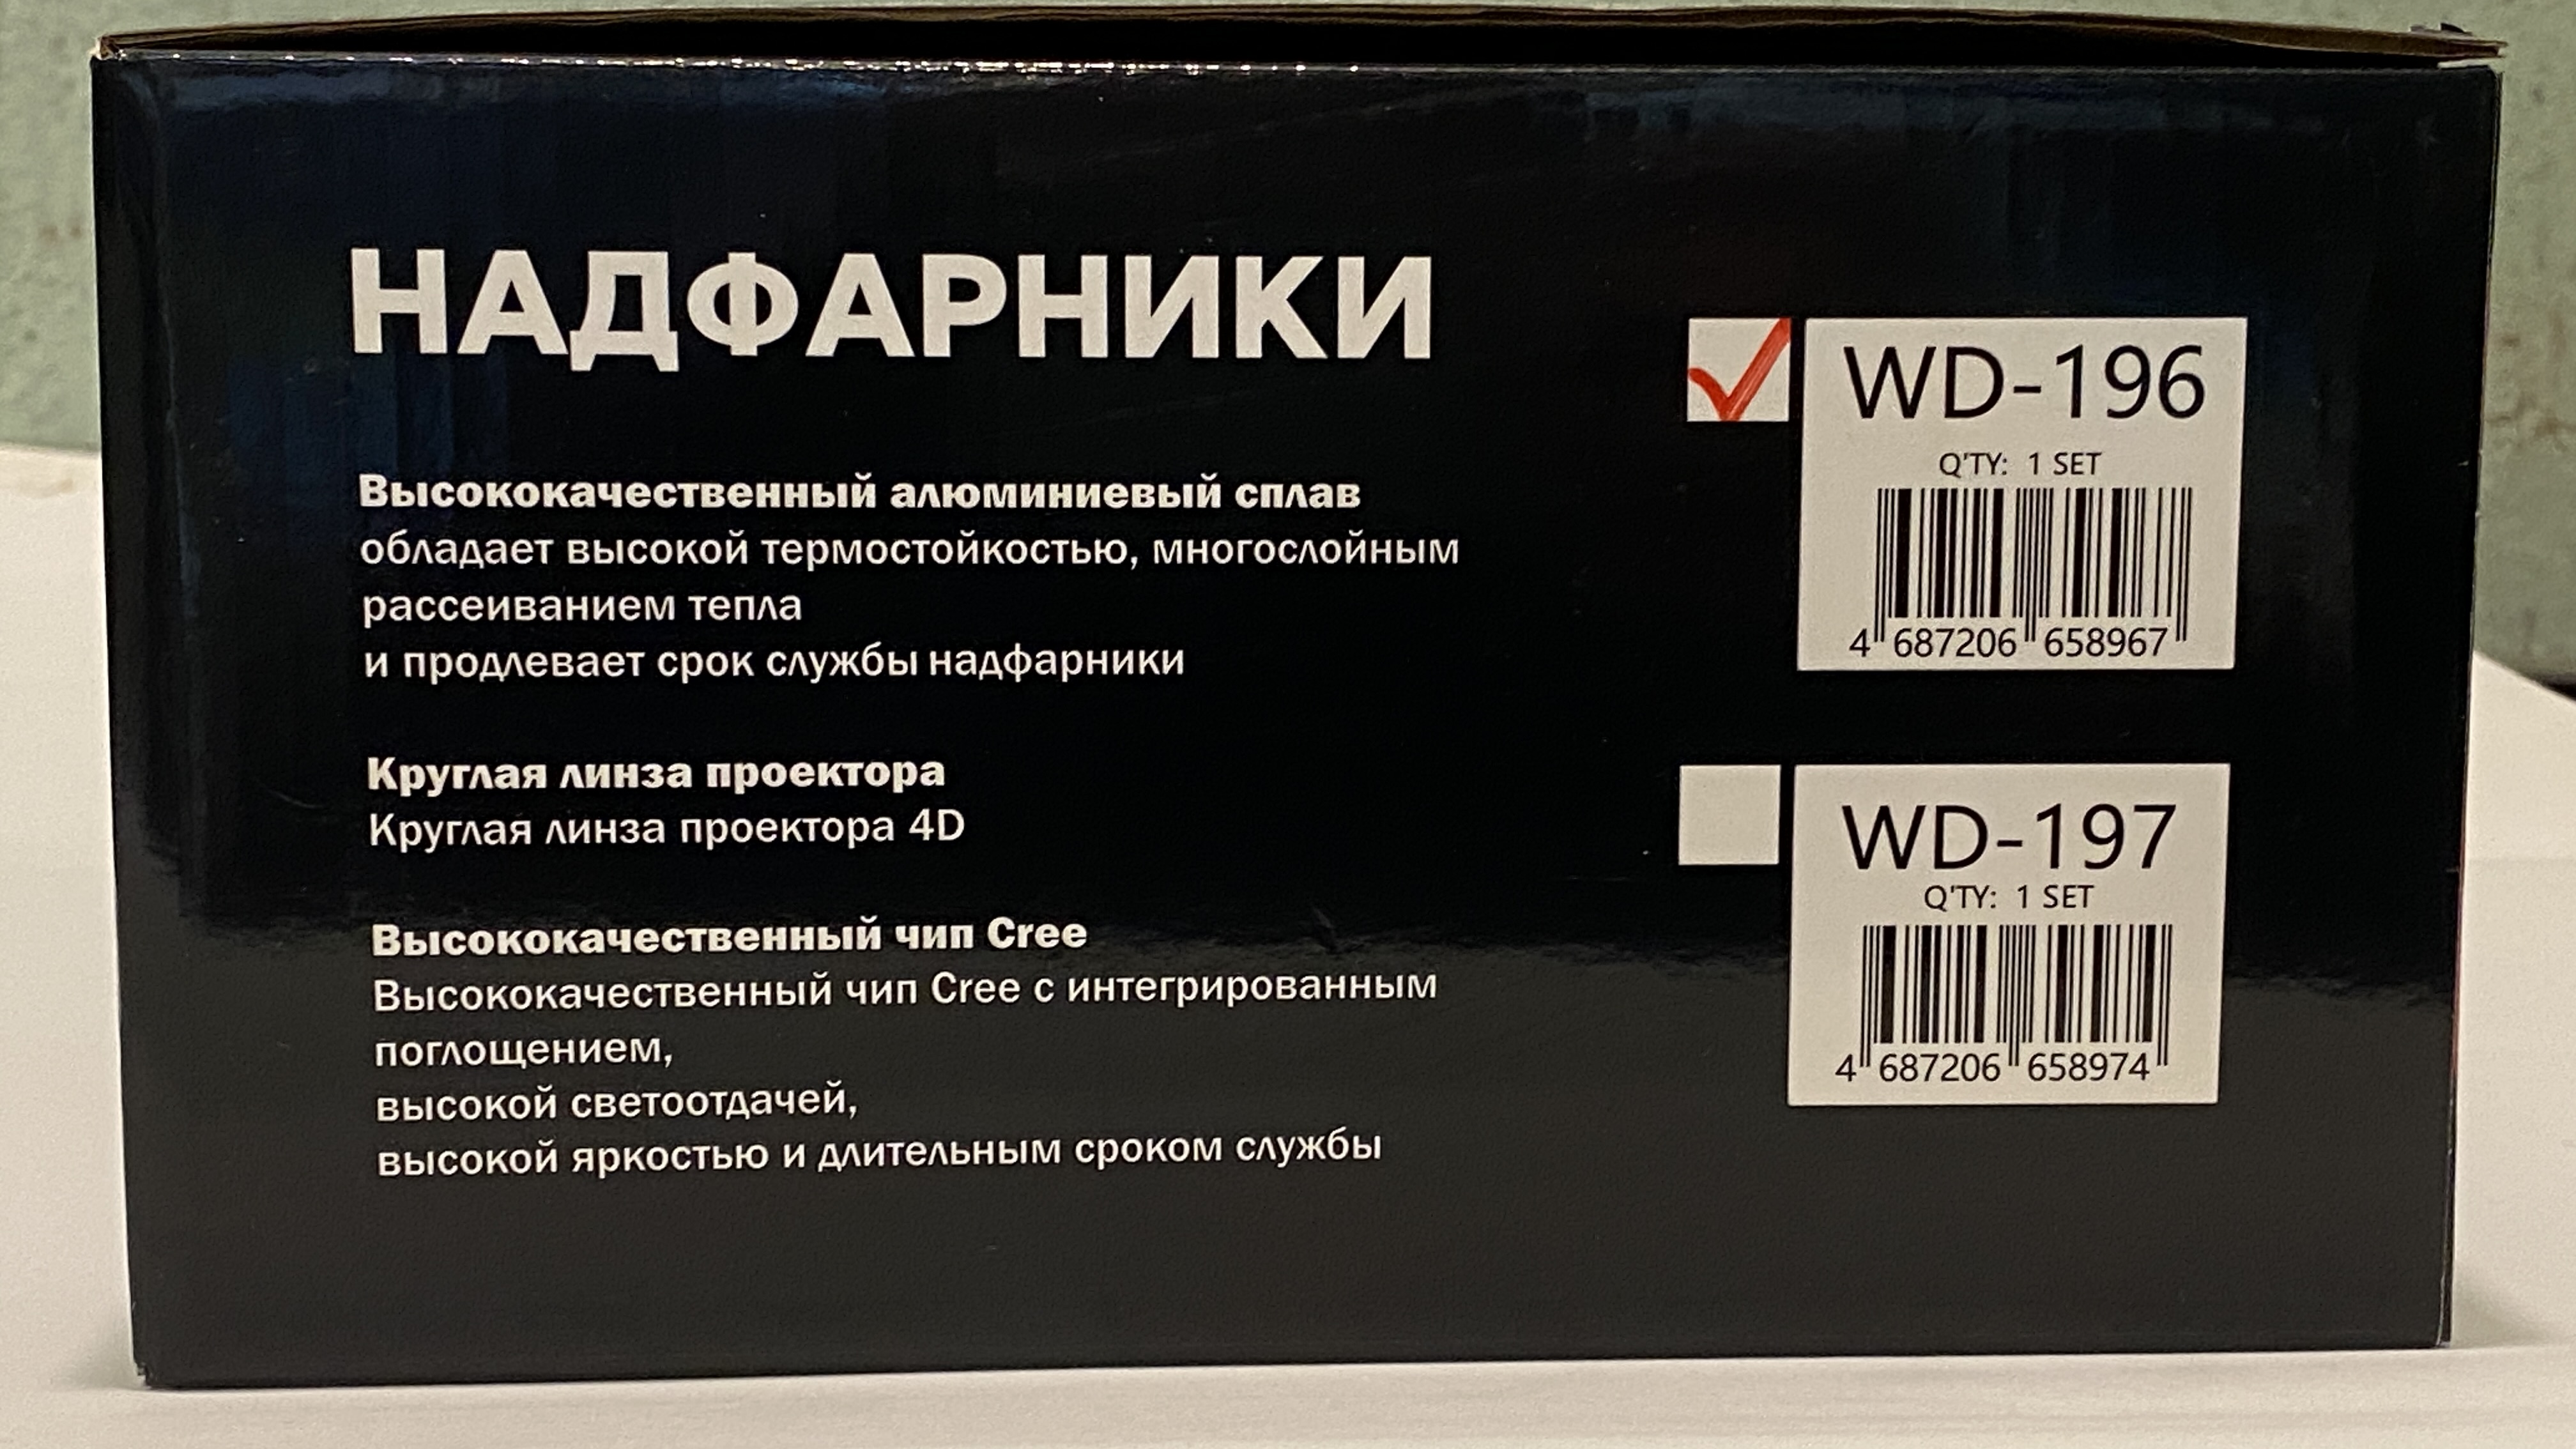 НАДФАРНИКИ
Высококачественный алюминиевый сплав
обладает высокой термостойкостью, многослойным
рассеиванием тепла
и продлевает срок службы надфарники
Круглая линза проектора
Круглая линза проектора 4D
Высококачественный чип Cree
Высококачественный чип Cree с интегрированным
поглощением,
высокой светоотдачей,
высокой яркостью и длительным сроком службы
WD-196
Q'TY: 1 SET
4 687206 658967
WD-197
Q'TY: 1 SET
4 687206 658974